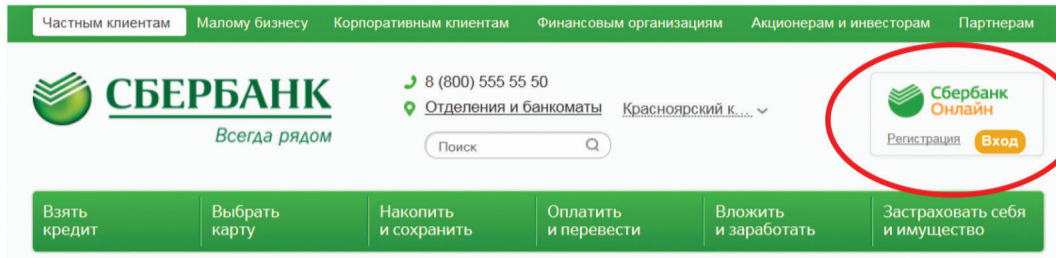 Частным клиентам Малому бизнесу Корпоративным клиентам Финансовым организациям Акционерам и инвесторам Партнерам
СБЕРБАНК
Всегда рядом
8 (800) 555 55 50
Отделения и банкоматы Красноярский к...
Поиск
Сбербанк
Онлайн
Регистрация Вход
Взять
кредит
Выбрать
карту
Накопить
и сохранить
Оплатить
и перевести
Вложить
и заработать
Застраховать себя
и имущество